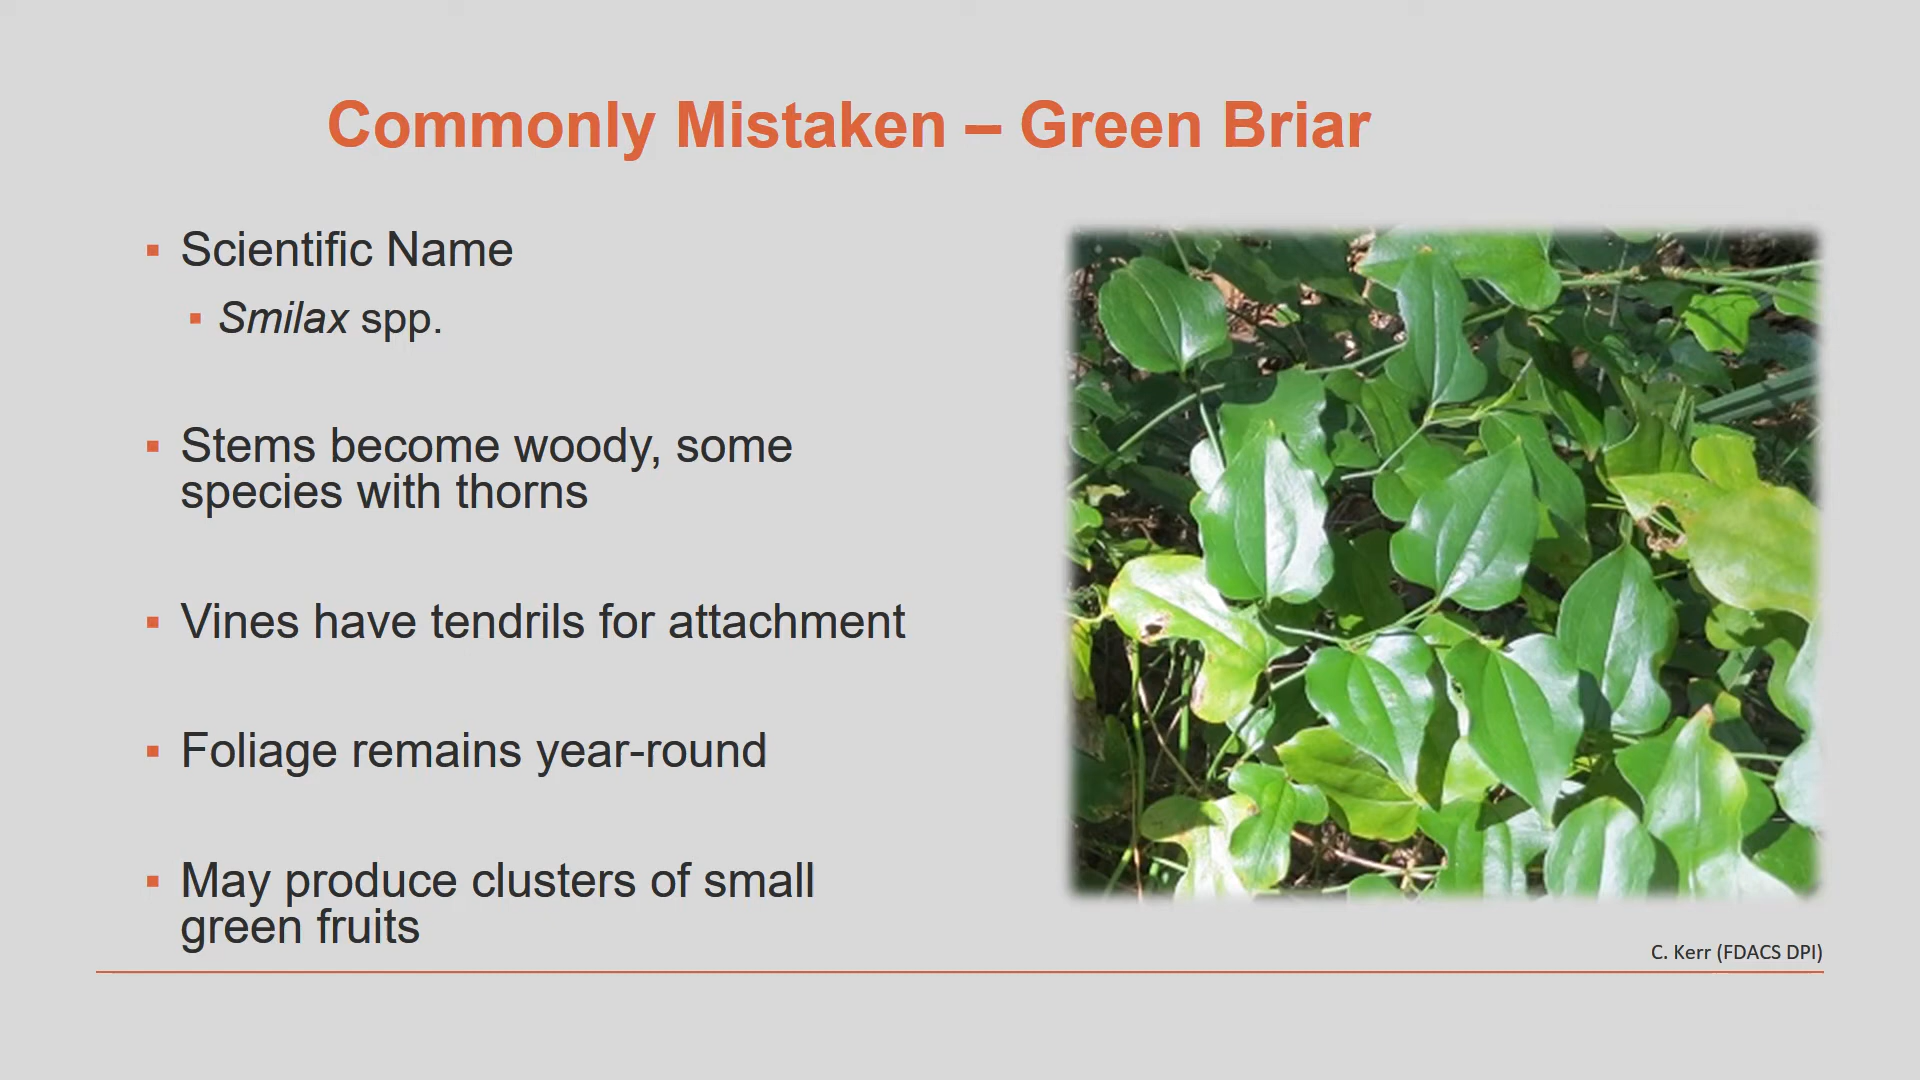 Commonly Mistaken – Green Briar
▪ Scientific Name
▪ Smilax spp.
▪ Stems become woody, some
species with thorns
▪ Vines have tendrils for attachment
▪ Foliage remains year-round
▪ May produce clusters of small
green fruits
C. Kerr (FDACS DPI)